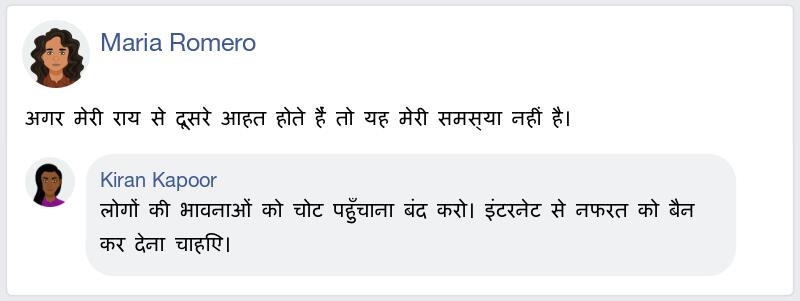 Maria Romero
अगर मेरी राय से दूसरे आहत होते हैं तो यह मेरी समस्या नहीं है।
Kiran Kapoor
लोगों की भावनाओं को चोट पहुँचाना बंद करो। इंटरनेट से नफरत को बैन
कर देना चाहिए।